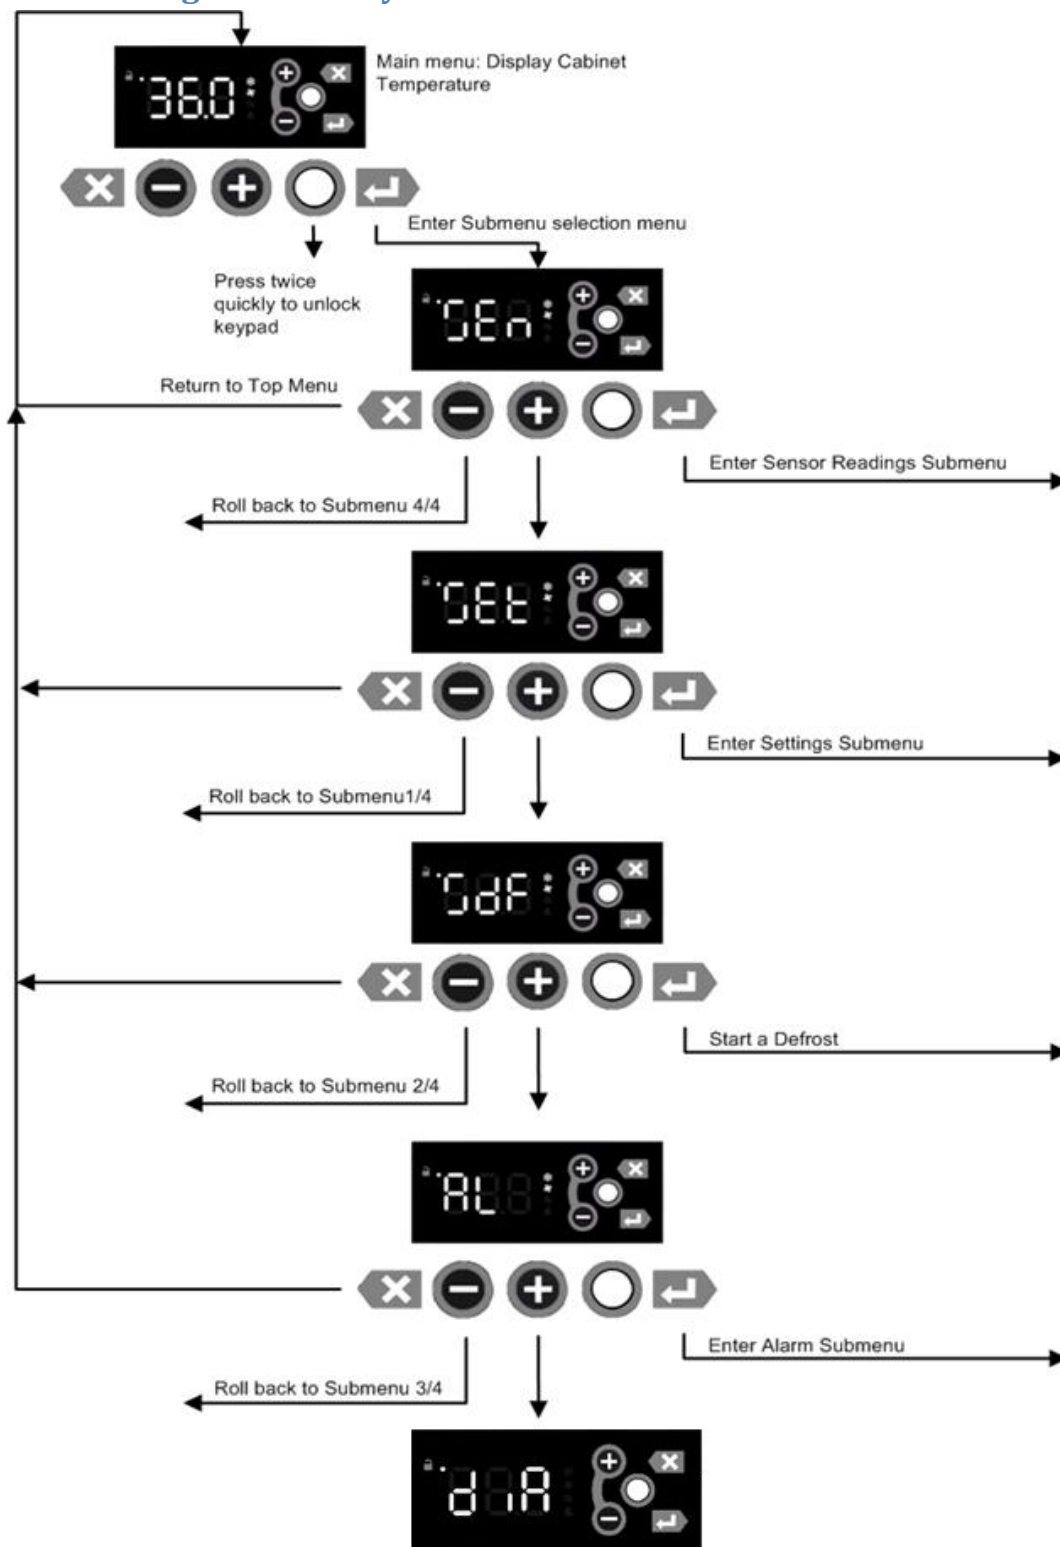 36.0
Main menu: Display Cabinet
Temperature
Enter Submenu selection menu
Press twice
quickly to unlock
keypad
SEn
Return to Top Menu
Enter Sensor Readings Submenu
Roll back to Submenu 4/4
SEt
Enter Settings Submenu
Roll back to Submenu1/4
SdF
Start a Defrost
Roll back to Submenu 2/4
AL
Enter Alarm Submenu
Roll back to Submenu 3/4
diA